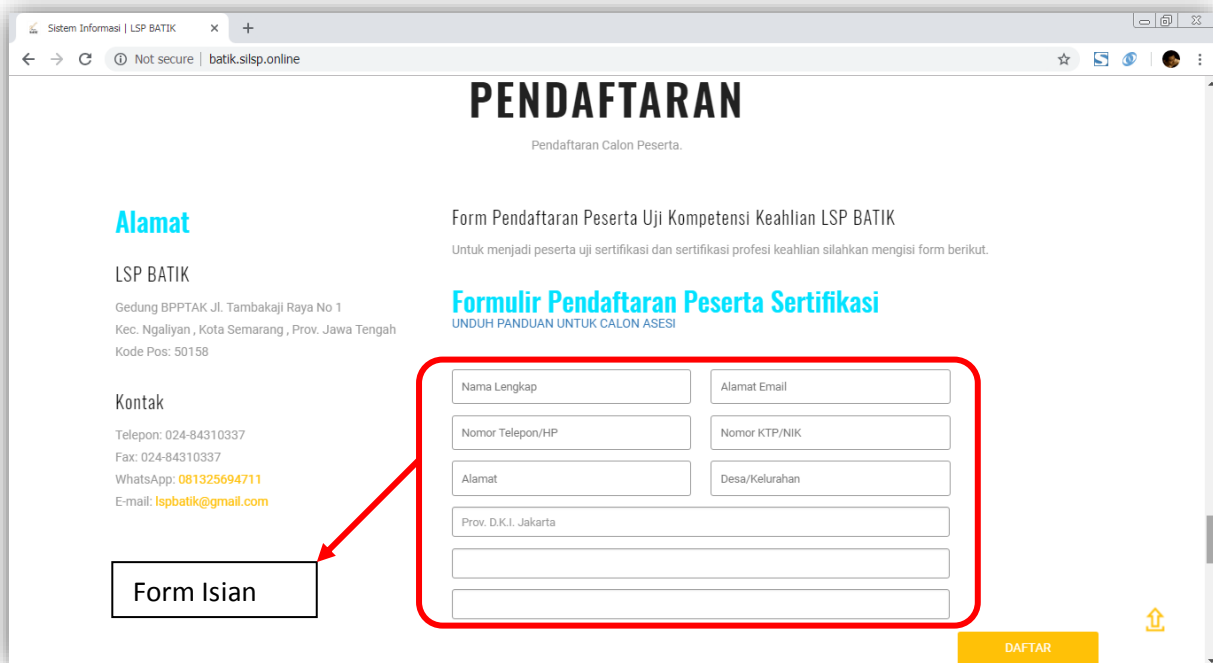 Sistem Informasi | LSP BATIK
Not secure | batik.silsp.online
PENDAFTARAN
Pendaftaran Calon Peserta.
Alamat
LSP BATIK
Gedung BPPTAK Jl. Tambakaji Raya No 1
Kec. Ngaliyan , Kota Semarang , Prov. Jawa Tengah
Kode Pos: 50158
Kontak
Telepon: 024-84310337
Fax: 024-84310337
WhatsApp: 081325694711
E-mail: lspbatik@gmail.com
Form Isian
Form Pendaftaran Peserta Uji Kompetensi Keahlian LSP BATIK
Untuk menjadi peserta uji sertifikasi dan sertifikasi profesi keahlian silahkan mengisi form berikut.
Formulir Pendaftaran Peserta Sertifikasi
UNDUH PANDUAN UNTUK CALON ASESI
Nama Lengkap
Alamat Email
Nomor Telepon/HP
Nomor KTP/NIK
Alamat
Desa/Kelurahan
Prov. D.K.I. Jakarta
DAFTAR